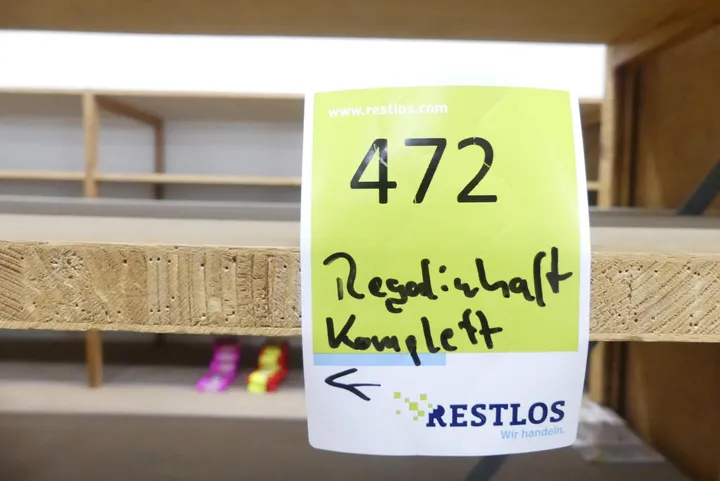 www.restlos.com
472
Regalinhalt
Komplett
RESTLOS
Wir handeln.